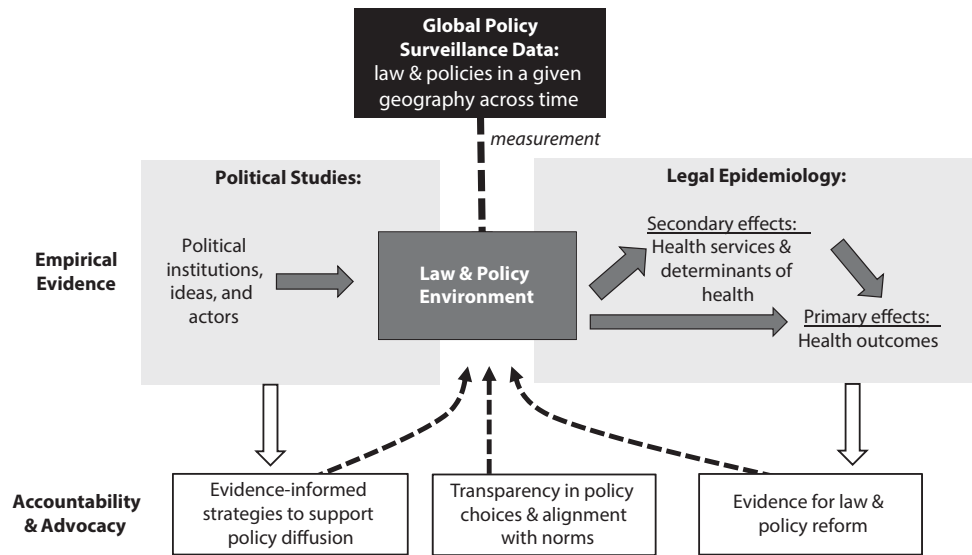 Global Policy
Surveillance Data:
law & policies in a given
geography across time
measurement
Political Studies:
Legal Epidemiology:
Empirical
Evidence
Political
institutions,
ideas, and
actors
Law & Policy
Environment
Secondary effects:
Health services &
determinants of
health
Primary effects:
Health outcomes
Accountability
& Advocacy
Evidence-informed
strategies to support
policy diffusion
Transparency in policy
choices & alignment
with norms
Evidence for law &
policy reform